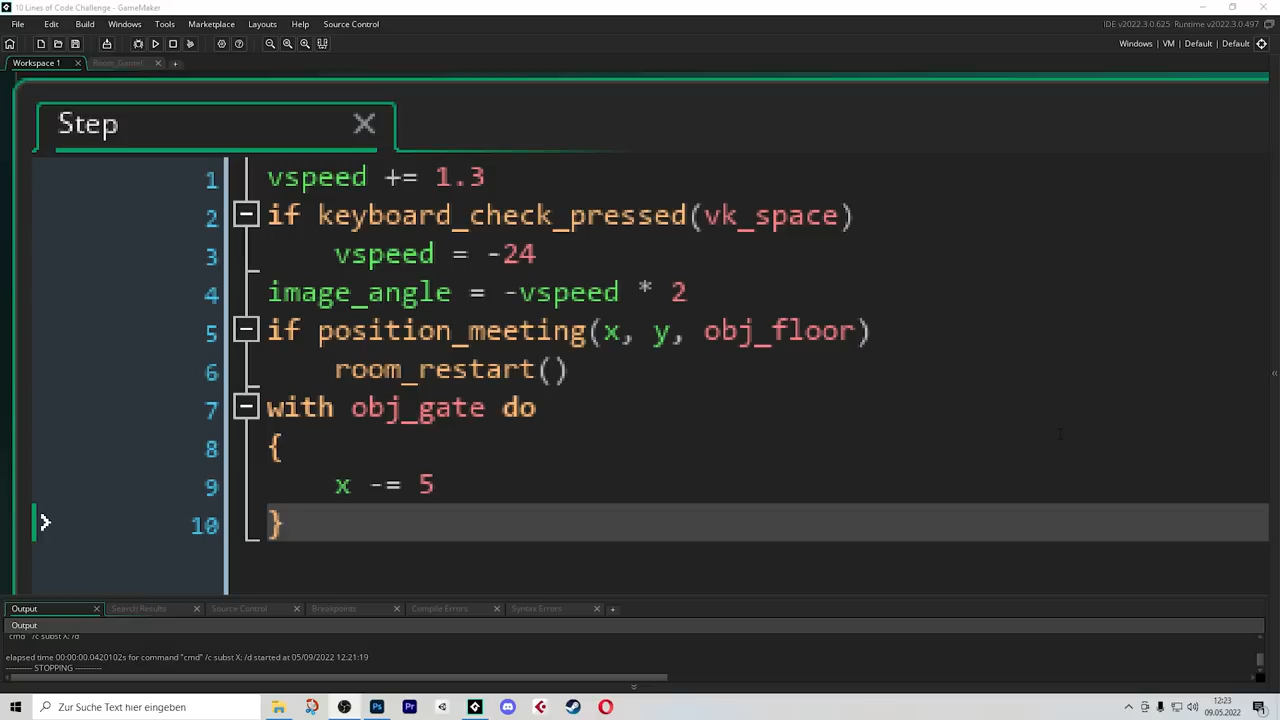 10 Lines of Code Challenge - GameMaker
File Edit Build Windows Tools Marketplace Layouts Help Source Control
IDE v2022.3.0.625 Runtime v2022.3.0.497
Windows | VM | Default | Default
Workspace 1
Room_Game1
Step
1 vspeed += 1.3
2 if keyboard_check_pressed(vk_space)
3 vspeed = -24
4 image_angle = -vspeed * 2
5 if position_meeting(x, y, obj_floor)
6 room_restart()
7 with obj_gate do
8 {
9 x -= 5
10 }
Output Search Results Source Control Breakpoints Compile Errors Syntax Errors
Output
"cmd" /c subst X: /d
elapsed time 00:00:00.0420102s for command "cmd" /c subst X: /d started at 05/09/2022 12:21:19
---------- STOPPING ----------
Zur Suche Text hier eingeben
12:23
09.05.2022